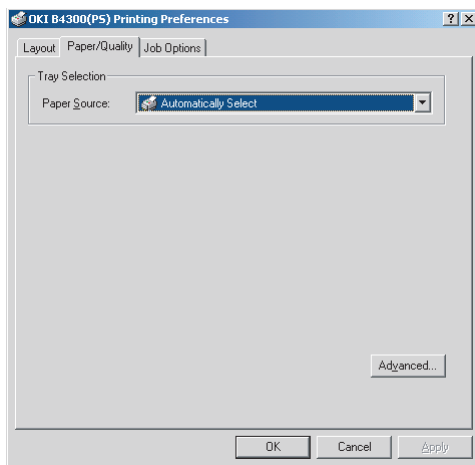 OKI B4300(PS) Printing Preferences
Layout Paper/Quality Job Options
Tray Selection
Paper Source: Automatically Select
Advanced...
OK Cancel Apply